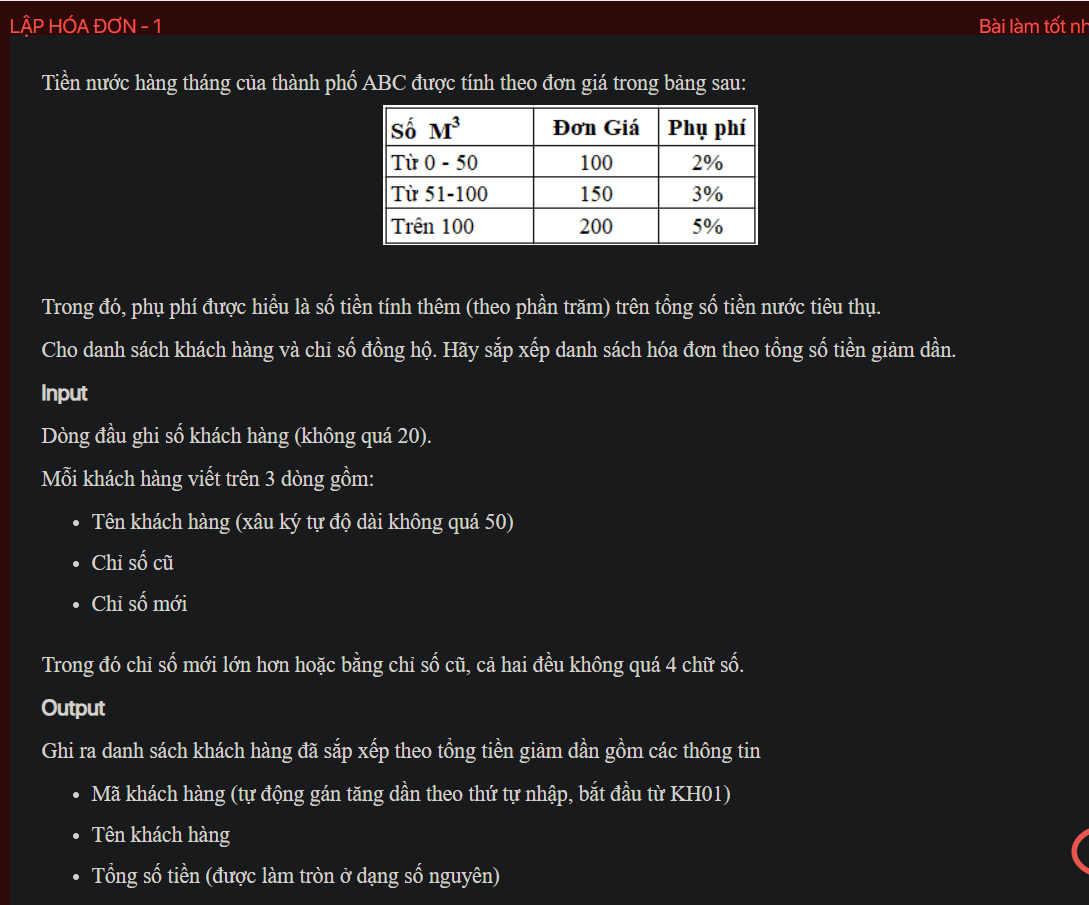 LẬP HÓA ĐƠN - 1
Bài làm tốt nh
Tiền nước hàng tháng của thành phố ABC được tính theo đơn giá trong bảng sau:
Số M³ Đơn Giá Phụ phí
Từ 0 - 50 100 2%
Từ 51-100 150 3%
Trên 100 200 5%
Trong đó, phụ phí được hiểu là số tiền tính thêm (theo phần trăm) trên tổng số tiền nước tiêu thụ.
Cho danh sách khách hàng và chỉ số đồng hộ. Hãy sắp xếp danh sách hóa đơn theo tổng số tiền giảm dần.
Input
Dòng đầu ghi số khách hàng (không quá 20).
Mỗi khách hàng viết trên 3 dòng gồm:
• Tên khách hàng (xâu ký tự độ dài không quá 50)
• Chỉ số cũ
• Chỉ số mới
Trong đó chỉ số mới lớn hơn hoặc bằng chỉ số cũ, cả hai đều không quá 4 chữ số.
Output
Ghi ra danh sách khách hàng đã sắp xếp theo tổng tiền giảm dần gồm các thông tin
• Mã khách hàng (tự động gán tăng dần theo thứ tự nhập, bắt đầu từ KH01)
• Tên khách hàng
• Tổng số tiền (được làm tròn ở dạng số nguyên)